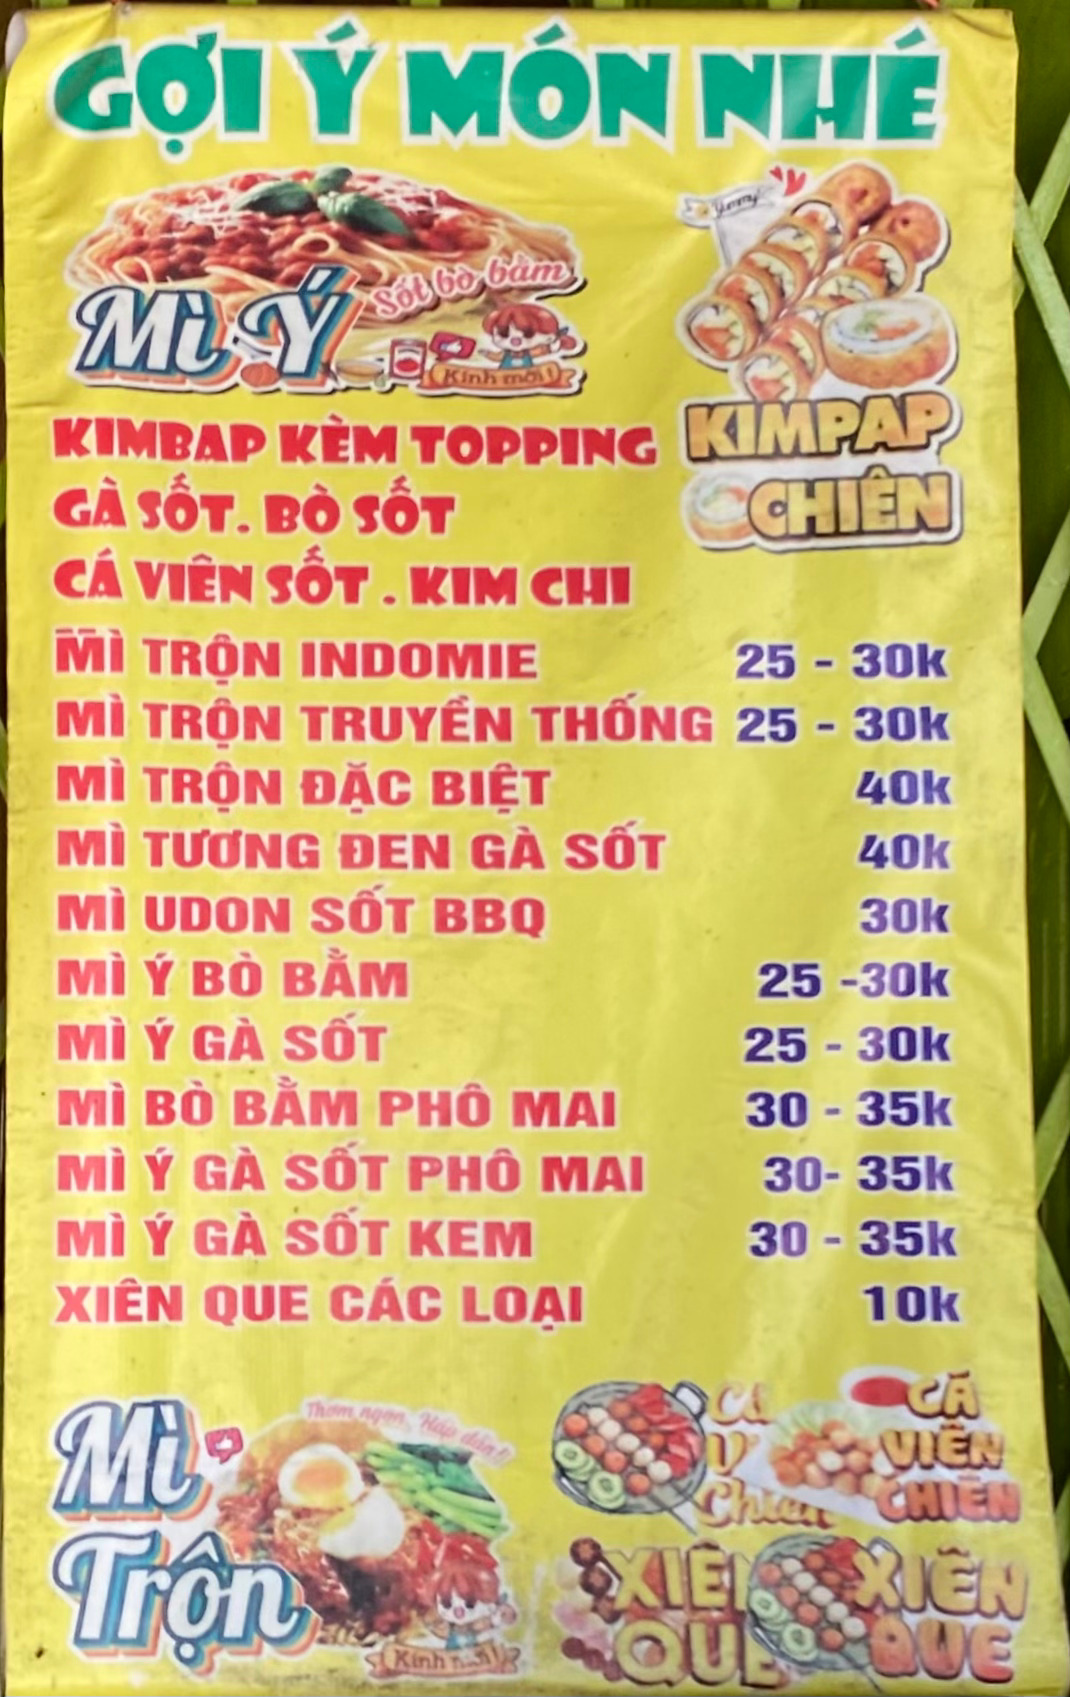 GỢI Ý MÓN NHÉ
Yummy
Sốt bò bằm
Mì Ý
Kính mời!
KIMPAP
CHIÊN
KIMBAP KÈM TOPPING
GÀ SỐT. BÒ SỐT
CÁ VIÊN SỐT . KIM CHI
MÌ TRỘN INDOMIE 25 - 30k
MÌ TRỘN TRUYỀN THỐNG 25 - 30k
MÌ TRỘN ĐẶC BIỆT 40k
MÌ TƯƠNG ĐEN GÀ SỐT 40k
MÌ UDON SỐT BBQ 30k
MÌ Ý BÒ BẰM 25 -30k
MÌ Ý GÀ SỐT 25 - 30k
MÌ BÒ BẰM PHÔ MAI 30 - 35k
MÌ Ý GÀ SỐT PHÔ MAI 30- 35k
MÌ Ý GÀ SỐT KEM 30 - 35k
XIÊN QUE CÁC LOẠI 10k
Thơm ngon, Hấp dẫn!
Mì
Trộn
Kính mời!
Chiên
CÁ
VIÊN
CHIÊN
XIÊN
QUE
XIÊN
QUE